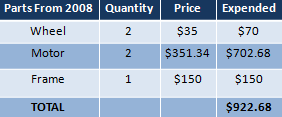 Parts From 2008 Quantity Price Expended
Wheel 2 $35 $70
Motor 2 $351.34 $702.68
Frame 1 $150 $150
TOTAL $922.68